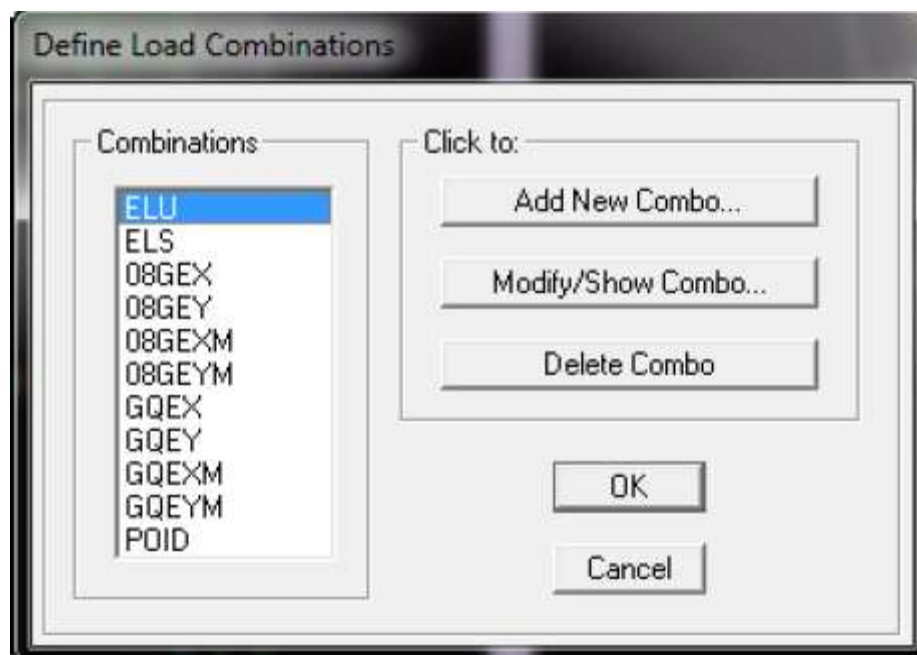 Define Load Combinations
Combinations
ELU
ELS
08GEX
08GEY
08GEXM
08GEYM
GQEX
GQEY
GQEXM
GQEYM
POID
Click to:
Add New Combo...
Modify/Show Combo...
Delete Combo
OK
Cancel